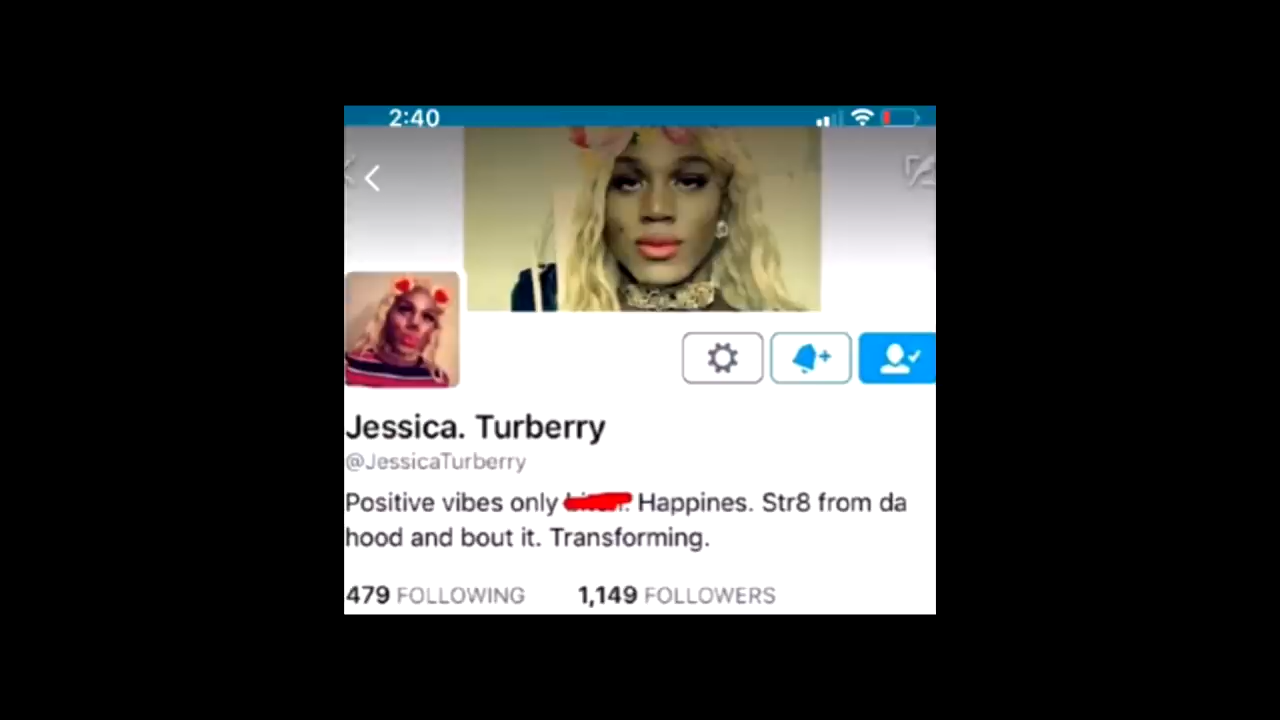 2:40
Jessica. Turberry
@JessicaTurberry
Positive vibes only Happines. Str8 from da
hood and bout it. Transforming.
479 FOLLOWING 1,149 FOLLOWERS